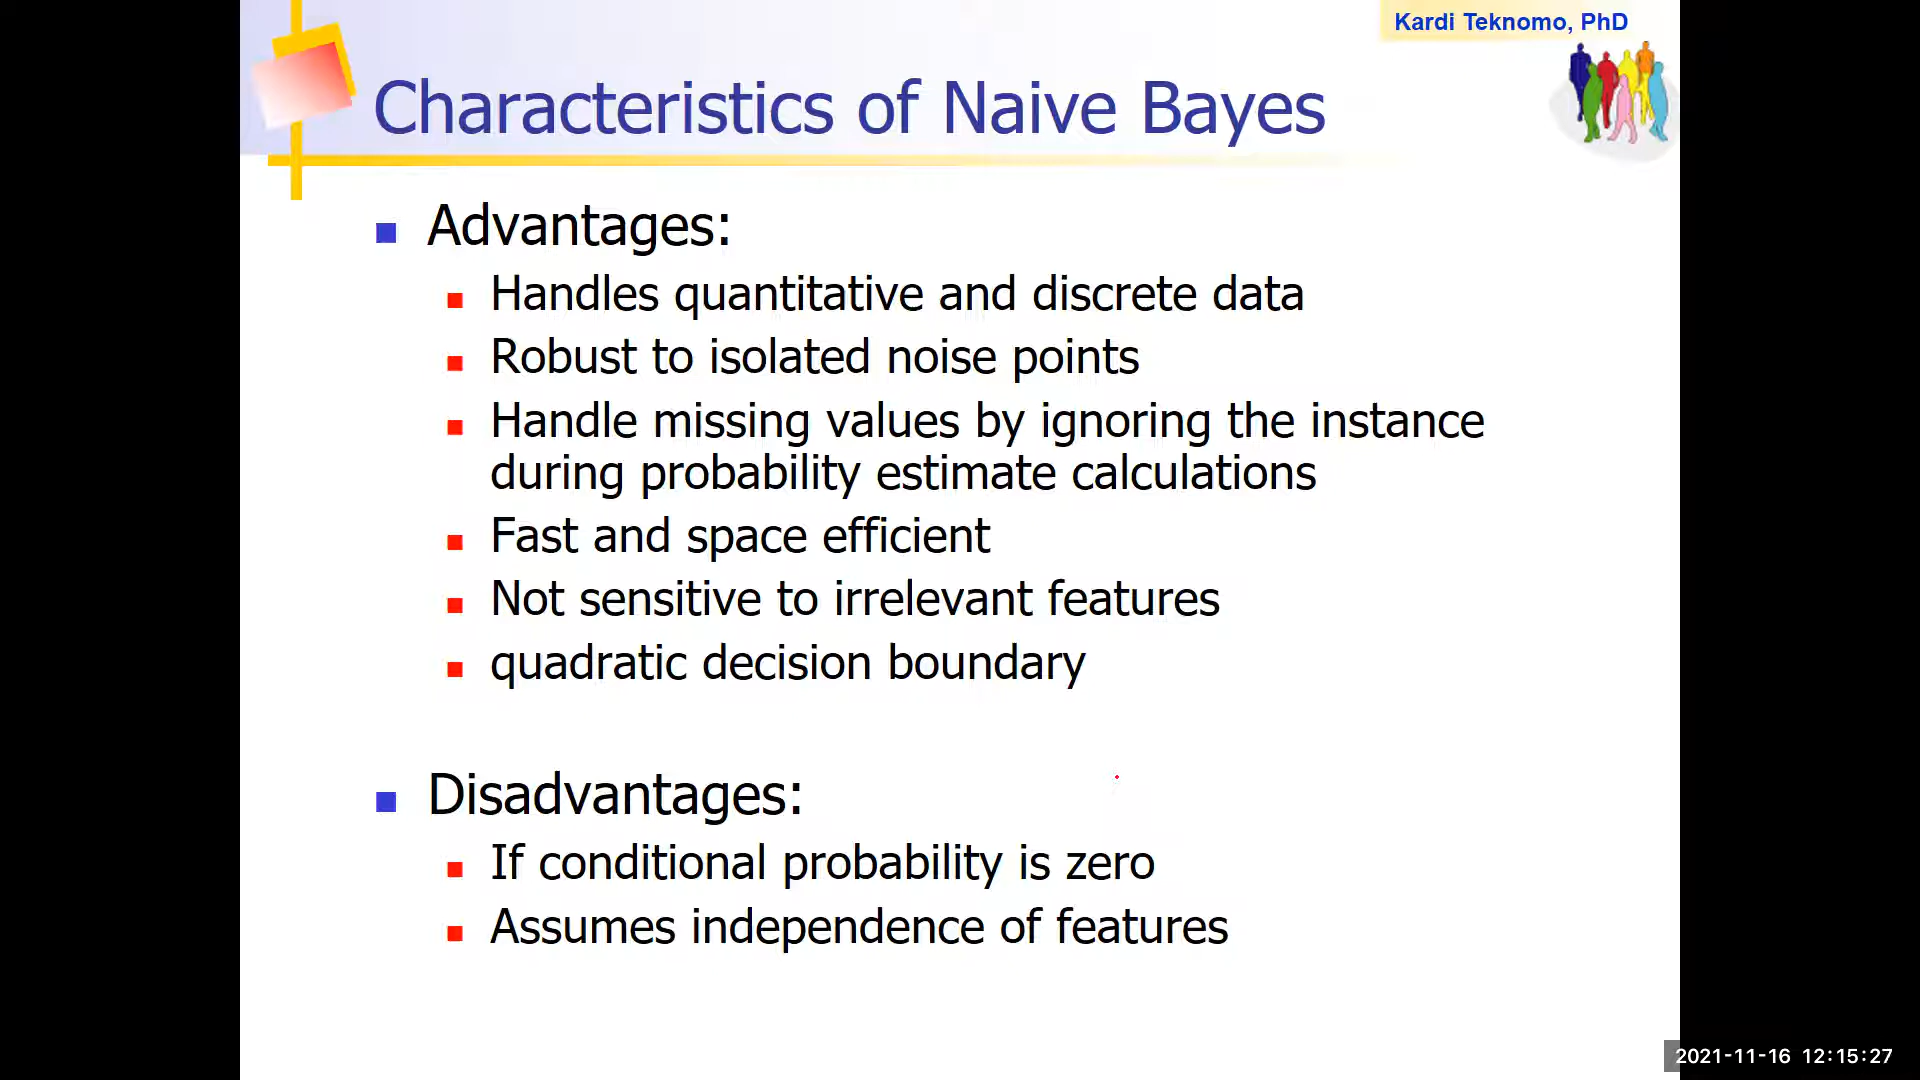 Kardi Teknomo, PhD
Characteristics of Naive Bayes
Advantages:
Handles quantitative and discrete data
Robust to isolated noise points
Handle missing values by ignoring the instance
during probability estimate calculations
Fast and space efficient
Not sensitive to irrelevant features
quadratic decision boundary
Disadvantages:
If conditional probability is zero
Assumes independence of features
2021-11-16 12:15:27